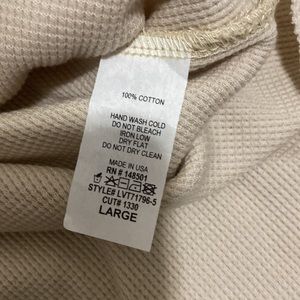 100% COTTON
HAND WASH COLD
DO NOT BLEACH
IRON LOW
DRY FLAT
DO NOT DRY CLEAN
MADE IN USA
RN # 148501
STYLE# LVT71796-5
CUT# 1330
LARGE